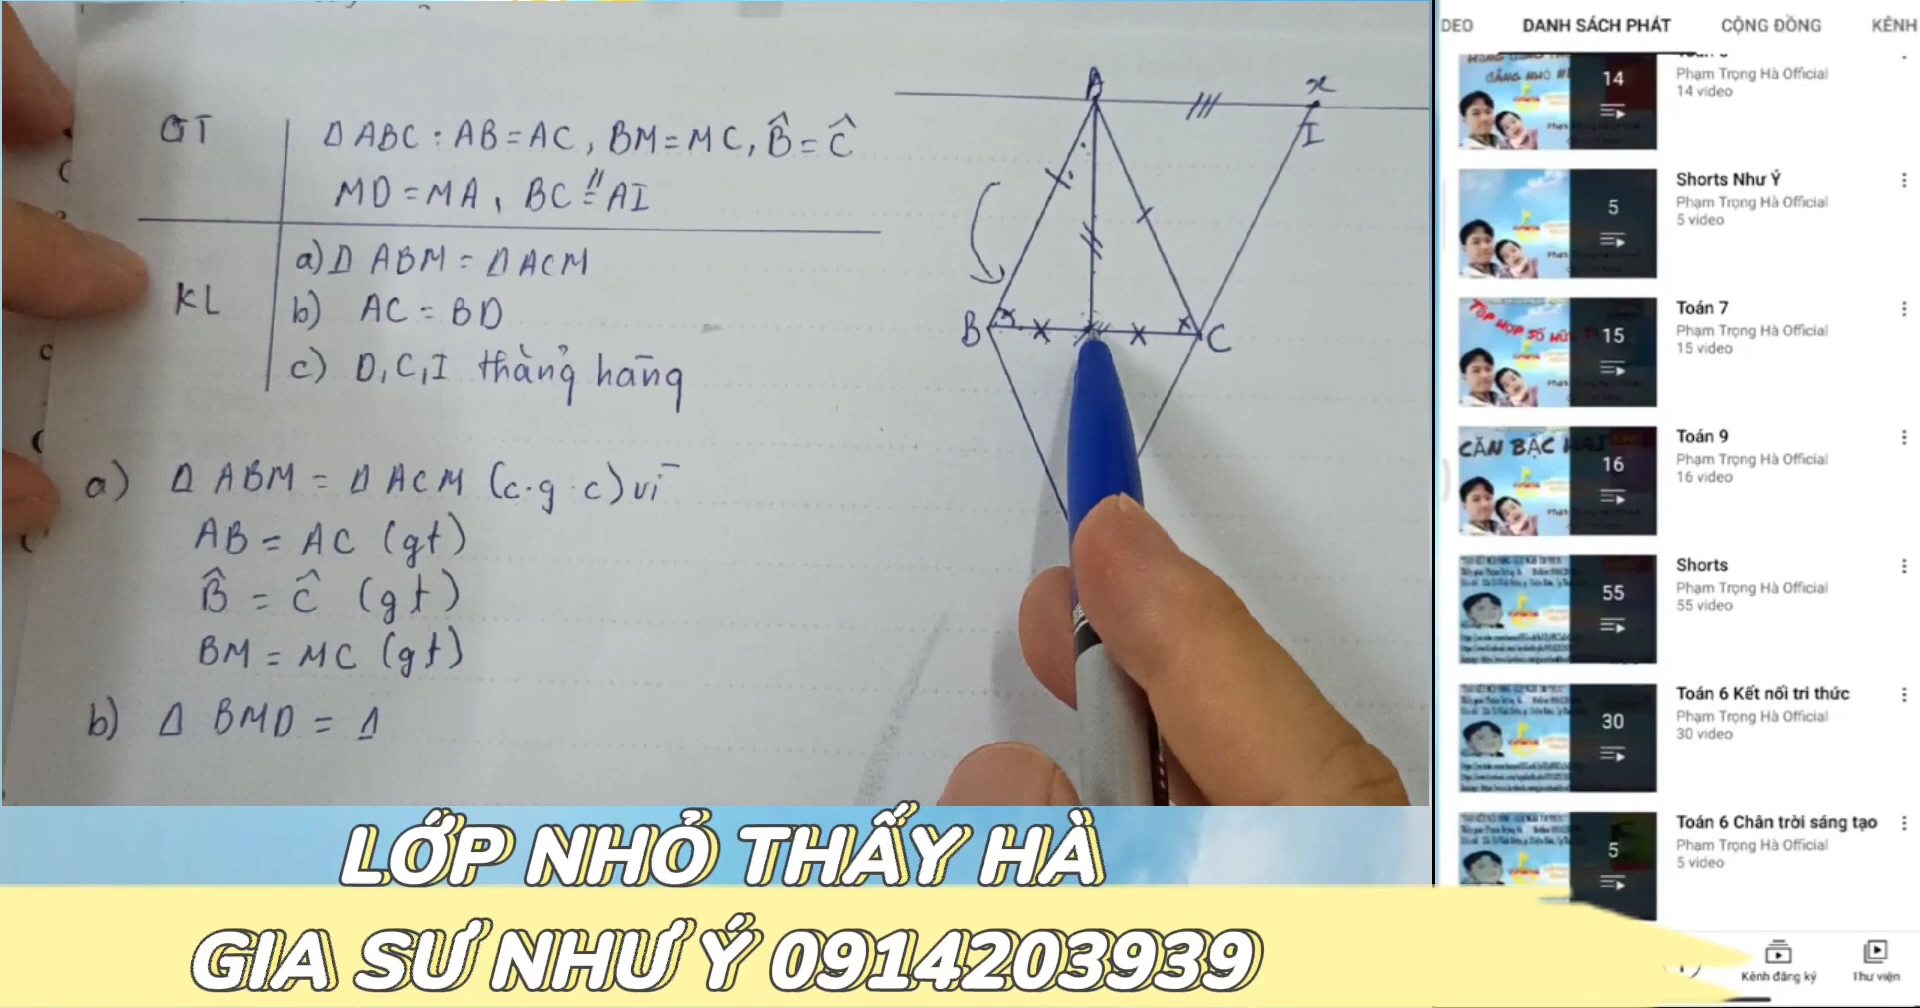 GT
Δ ABC : AB = AC , BM = MC, B̂ = Ĉ
MD = MA , BC // = AI
KL
a) Δ ABM = Δ ACM
b) AC = BD
c) D, C, I thẳng hàng
a) Δ ABM = Δ ACM (c.g.c) vì
AB = AC (gt)
B̂ = Ĉ (gt)
BM = MC (gt)
b) Δ BMD = Δ
A
x
I
B
C
LỚP NHỎ THẤY HÀ
GIA SƯ NHƯ Ý 0914203939
DEO
DANH SÁCH PHÁT
CỘNG ĐỒNG
KÊNH
14
Phạm Trọng Hà Official
14 video
5
Shorts Như Ý
Phạm Trọng Hà Official
5 video
15
Toán 7
Phạm Trọng Hà Official
15 video
CĂN BẬC HAI
16
Toán 9
Phạm Trọng Hà Official
16 video
55
Shorts
Phạm Trọng Hà Official
55 video
30
Toán 6 Kết nối tri thức
Phạm Trọng Hà Official
30 video
5
Toán 6 Chân trời sáng tạo
Phạm Trọng Hà Official
5 video
Kênh đăng ký
Thư viện